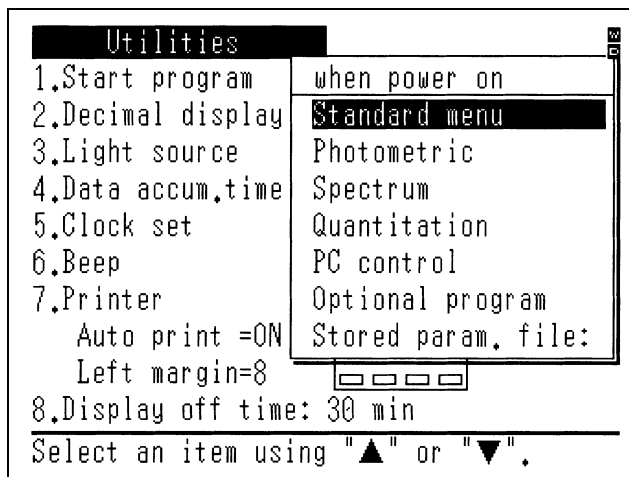 Utilities
W
D
1.Start program
2.Decimal display
3.Light source
4.Data accum.time
5.Clock set
6.Beep
7.Printer
Auto print =ON
Left margin=8
8.Display off time: 30 min
when power on
Standard menu
Photometric
Spectrum
Quantitation
PC control
Optional program
Stored param. file:
Select an item using "▲" or "▼".